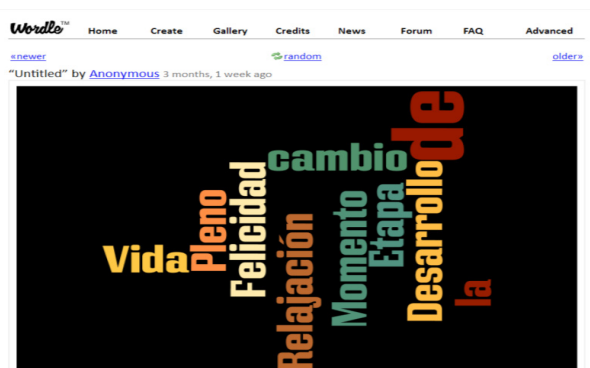 Wordle™ Home Create Gallery Credits News Forum FAQ Advanced
«newer random older»
“Untitled” by Anonymous 3 months, 1 week ago
de
cambio
Felicidad
Pleno
Vida
Relajación
Momento
Etapa
Desarrollo
la